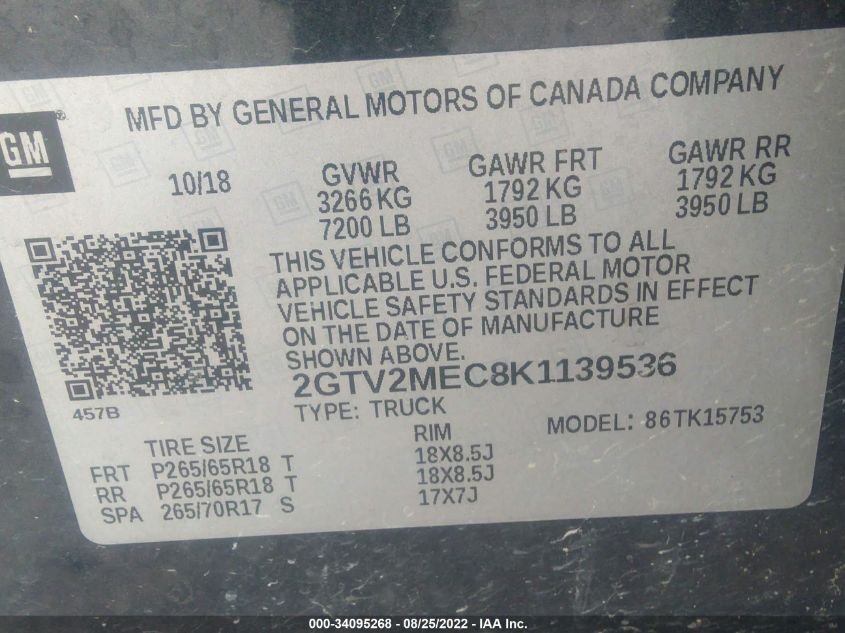 MFD BY GENERAL MOTORS OF CANADA COMPANY
GM®
10/18
GVWR
3266 KG
7200 LB
GAWR FRT
1792 KG
3950 LB
GAWR RR
1792 KG
3950 LB
THIS VEHICLE CONFORMS TO ALL
APPLICABLE U.S. FEDERAL MOTOR
VEHICLE SAFETY STANDARDS IN EFFECT
ON THE DATE OF MANUFACTURE
SHOWN ABOVE.
2GTV2MEC8K1139536
457B
TYPE: TRUCK
MODEL: 86TK15753
TIRE SIZE RIM
FRT P265/65R18 T 18X8.5J
RR P265/65R18 T 18X8.5J
SPA 265/70R17 S 17X7J
000-34095268 - 08/25/2022 - IAA Inc.